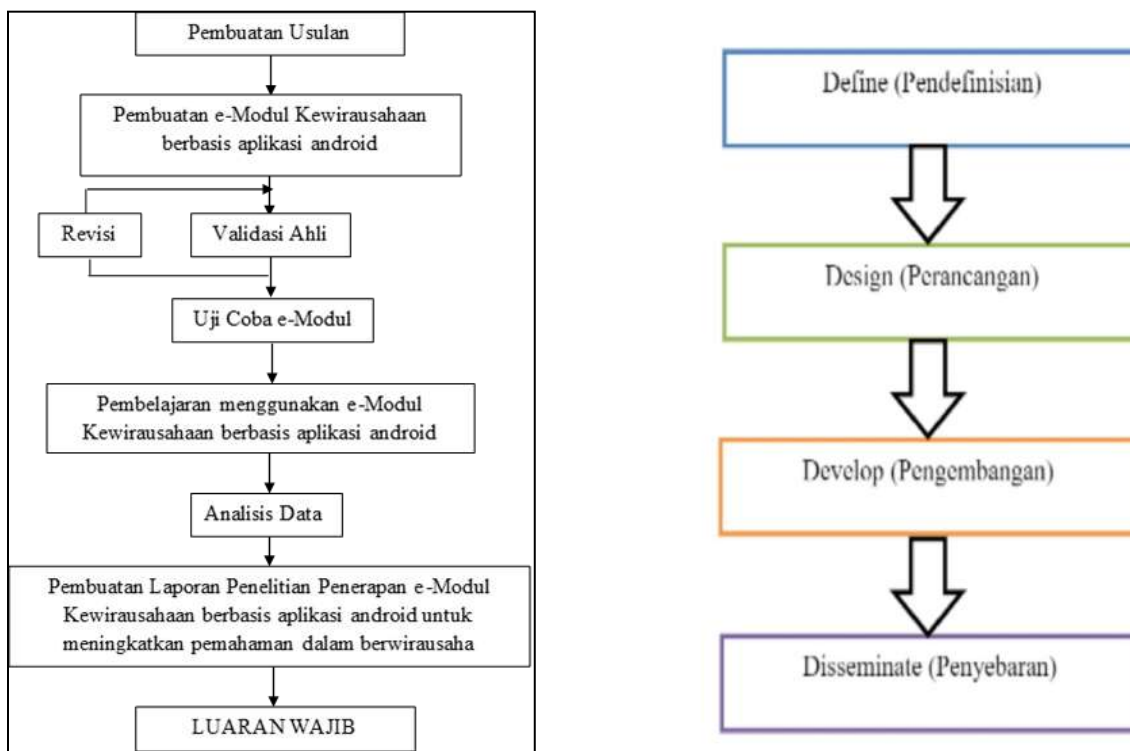 Pembuatan Usulan
Pembuatan e-Modul Kewirausahaan
berbasis aplikasi android
Revisi
Validasi Ahli
Uji Coba e-Modul
Pembelajaran menggunakan e-Modul
Kewirausahaan berbasis aplikasi android
Analisis Data
Pembuatan Laporan Penelitian Penerapan e-Modul
Kewirausahaan berbasis aplikasi android untuk
meningkatkan pemahaman dalam berwirausaha
LUARAN WAJIB
Define (Pendefinisian)
Design (Perancangan)
Develop (Pengembangan)
Disseminate (Penyebaran)